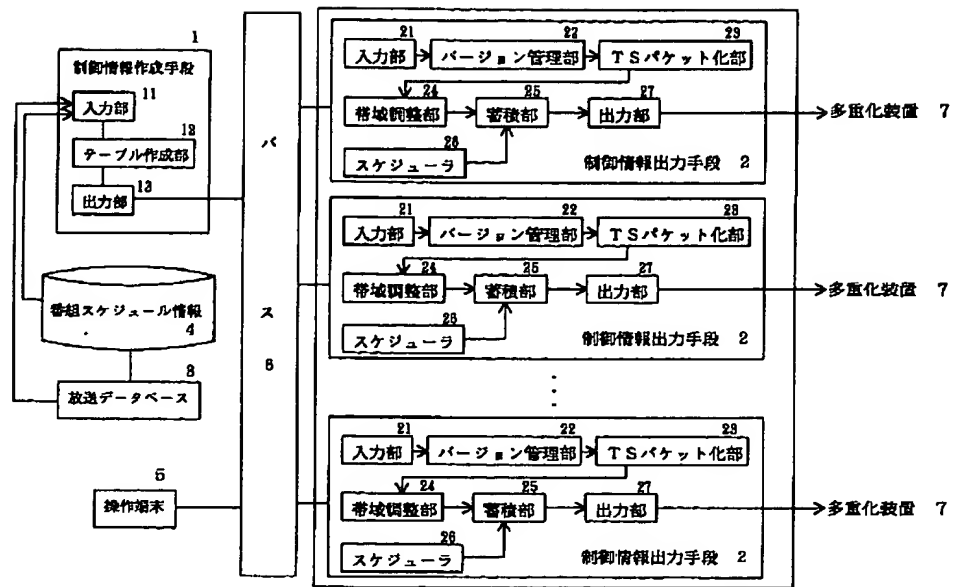 1
制御情報作成手段
11
入力部
12
テーブル作成部
13
出力部
番組スケジュール情報
4
3
放送データベース
5
操作端末
バス6
21
入力部
22
バージョン管理部
23
TSパケット化部
24
帯域調整部
25
蓄積部
27
出力部
26
スケジューラ
制御情報出力手段 2
多重化装置 7
21
入力部
22
バージョン管理部
23
TSパケット化部
24
帯域調整部
25
蓄積部
27
出力部
26
スケジューラ
制御情報出力手段 2
多重化装置 7
⋮
21
入力部
22
バージョン管理部
23
TSパケット化部
24
帯域調整部
25
蓄積部
27
出力部
26
スケジューラ
制御情報出力手段 2
多重化装置 7